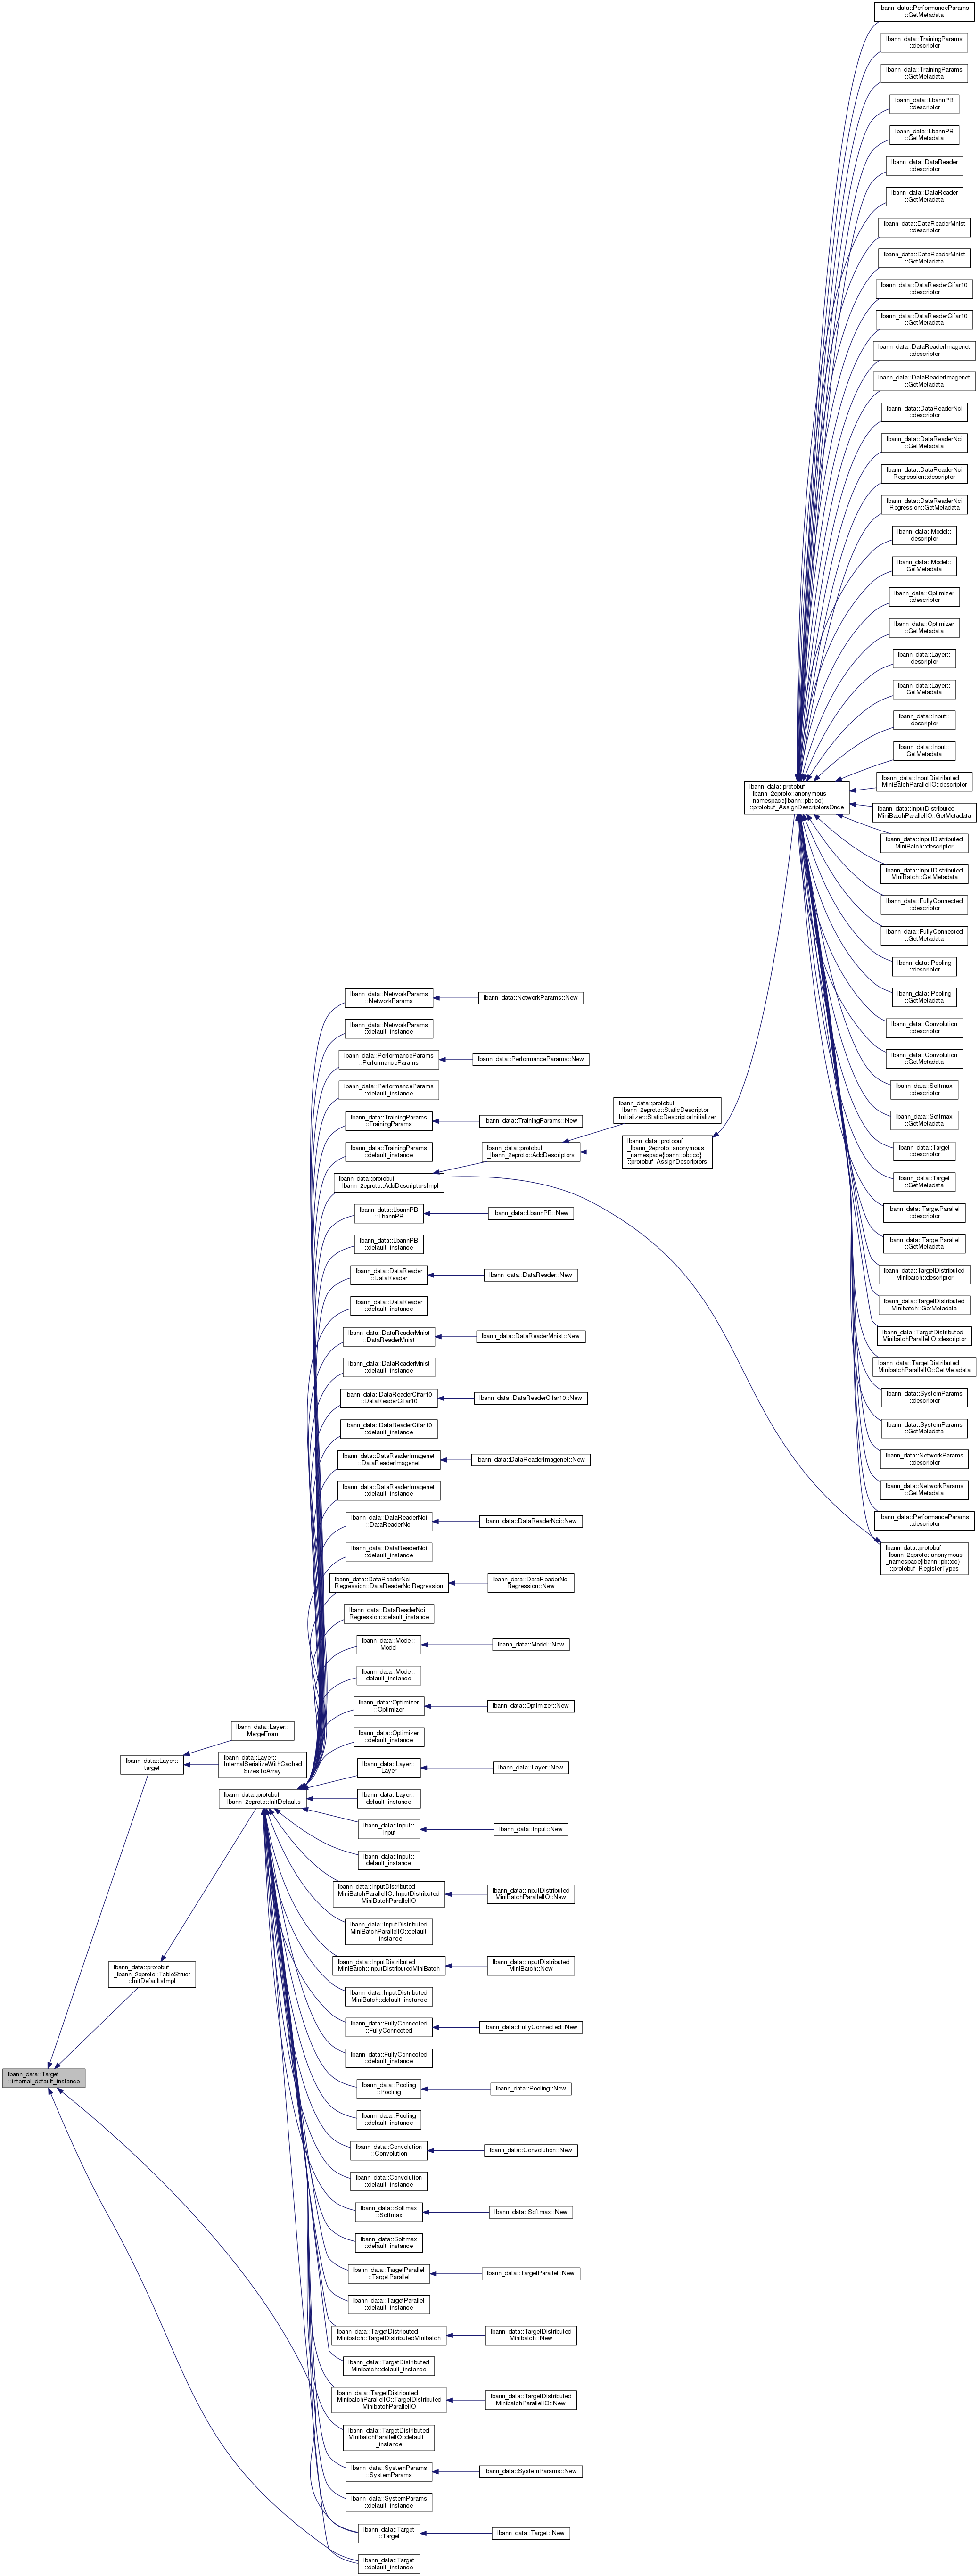 lbann_data::Target
::internal_default_instance
lbann_data::Layer::
target
lbann_data::protobuf
_lbann_2eproto::TableStruct
::InitDefaultsImpl
lbann_data::Layer::
MergeFrom
lbann_data::Layer::
InternalSerializeWithCached
SizesToArray
lbann_data::protobuf
_lbann_2eproto::InitDefaults
lbann_data::NetworkParams
::NetworkParams
lbann_data::NetworkParams
::default_instance
lbann_data::PerformanceParams
::PerformanceParams
lbann_data::PerformanceParams
::default_instance
lbann_data::TrainingParams
::TrainingParams
lbann_data::TrainingParams
::default_instance
lbann_data::protobuf
_lbann_2eproto::AddDescriptorsImpl
lbann_data::LbannPB
::LbannPB
lbann_data::LbannPB
::default_instance
lbann_data::DataReader
::DataReader
lbann_data::DataReader
::default_instance
lbann_data::DataReaderMnist
::DataReaderMnist
lbann_data::DataReaderMnist
::default_instance
lbann_data::DataReaderCifar10
::DataReaderCifar10
lbann_data::DataReaderCifar10
::default_instance
lbann_data::DataReaderImagenet
::DataReaderImagenet
lbann_data::DataReaderImagenet
::default_instance
lbann_data::DataReaderNci
::DataReaderNci
lbann_data::DataReaderNci
::default_instance
lbann_data::DataReaderNci
Regression::DataReaderNciRegression
lbann_data::DataReaderNci
Regression::default_instance
lbann_data::Model::
Model
lbann_data::Model::
default_instance
lbann_data::Optimizer
::Optimizer
lbann_data::Optimizer
::default_instance
lbann_data::Layer::
Layer
lbann_data::Layer::
default_instance
lbann_data::Input::
Input
lbann_data::Input::
default_instance
lbann_data::InputDistributed
MiniBatchParallelIO::InputDistributed
MiniBatchParallelIO
lbann_data::InputDistributed
MiniBatchParallelIO::default
_instance
lbann_data::InputDistributed
MiniBatch::InputDistributedMiniBatch
lbann_data::InputDistributed
MiniBatch::default_instance
lbann_data::FullyConnected
::FullyConnected
lbann_data::FullyConnected
::default_instance
lbann_data::Pooling
::Pooling
lbann_data::Pooling
::default_instance
lbann_data::Convolution
::Convolution
lbann_data::Convolution
::default_instance
lbann_data::Softmax
::Softmax
lbann_data::Softmax
::default_instance
lbann_data::TargetParallel
::TargetParallel
lbann_data::TargetParallel
::default_instance
lbann_data::TargetDistributed
Minibatch::TargetDistributedMinibatch
lbann_data::TargetDistributed
Minibatch::default_instance
lbann_data::TargetDistributed
MinibatchParallelIO::TargetDistributed
MinibatchParallelIO
lbann_data::TargetDistributed
MinibatchParallelIO::default
_instance
lbann_data::SystemParams
::SystemParams
lbann_data::SystemParams
::default_instance
lbann_data::Target
::Target
lbann_data::Target
::default_instance
lbann_data::NetworkParams::New
lbann_data::PerformanceParams::New
lbann_data::TrainingParams::New
lbann_data::protobuf
_lbann_2eproto::AddDescriptors
lbann_data::LbannPB::New
lbann_data::DataReader::New
lbann_data::DataReaderMnist::New
lbann_data::DataReaderCifar10::New
lbann_data::DataReaderImagenet::New
lbann_data::DataReaderNci::New
lbann_data::DataReaderNci
Regression::New
lbann_data::Model::New
lbann_data::Optimizer::New
lbann_data::Layer::New
lbann_data::Input::New
lbann_data::InputDistributed
MiniBatchParallelIO::New
lbann_data::InputDistributed
MiniBatch::New
lbann_data::FullyConnected::New
lbann_data::Pooling::New
lbann_data::Convolution::New
lbann_data::Softmax::New
lbann_data::TargetParallel::New
lbann_data::TargetDistributed
Minibatch::New
lbann_data::TargetDistributed
MinibatchParallelIO::New
lbann_data::SystemParams::New
lbann_data::Target::New
lbann_data::protobuf
_lbann_2eproto::StaticDescriptor
Initializer::StaticDescriptorInitializer
lbann_data::protobuf
_lbann_2eproto::anonymous
_namespace{lbann::pb::cc}
::protobuf_AssignDescriptors
lbann_data::protobuf
_lbann_2eproto::anonymous
_namespace{lbann::pb::cc}
::protobuf_AssignDescriptorsOnce
lbann_data::PerformanceParams
::GetMetadata
lbann_data::TrainingParams
::descriptor
lbann_data::TrainingParams
::GetMetadata
lbann_data::LbannPB
::descriptor
lbann_data::LbannPB
::GetMetadata
lbann_data::DataReader
::descriptor
lbann_data::DataReader
::GetMetadata
lbann_data::DataReaderMnist
::descriptor
lbann_data::DataReaderMnist
::GetMetadata
lbann_data::DataReaderCifar10
::descriptor
lbann_data::DataReaderCifar10
::GetMetadata
lbann_data::DataReaderImagenet
::descriptor
lbann_data::DataReaderImagenet
::GetMetadata
lbann_data::DataReaderNci
::descriptor
lbann_data::DataReaderNci
::GetMetadata
lbann_data::DataReaderNci
Regression::descriptor
lbann_data::DataReaderNci
Regression::GetMetadata
lbann_data::Model::
descriptor
lbann_data::Model::
GetMetadata
lbann_data::Optimizer
::descriptor
lbann_data::Optimizer
::GetMetadata
lbann_data::Layer::
descriptor
lbann_data::Layer::
GetMetadata
lbann_data::Input::
descriptor
lbann_data::Input::
GetMetadata
lbann_data::InputDistributed
MiniBatchParallelIO::descriptor
lbann_data::InputDistributed
MiniBatchParallelIO::GetMetadata
lbann_data::InputDistributed
MiniBatch::descriptor
lbann_data::InputDistributed
MiniBatch::GetMetadata
lbann_data::FullyConnected
::descriptor
lbann_data::FullyConnected
::GetMetadata
lbann_data::Pooling
::descriptor
lbann_data::Pooling
::GetMetadata
lbann_data::Convolution
::descriptor
lbann_data::Convolution
::GetMetadata
lbann_data::Softmax
::descriptor
lbann_data::Softmax
::GetMetadata
lbann_data::Target
::descriptor
lbann_data::Target
::GetMetadata
lbann_data::TargetParallel
::descriptor
lbann_data::TargetParallel
::GetMetadata
lbann_data::TargetDistributed
Minibatch::descriptor
lbann_data::TargetDistributed
Minibatch::GetMetadata
lbann_data::TargetDistributed
MinibatchParallelIO::descriptor
lbann_data::TargetDistributed
MinibatchParallelIO::GetMetadata
lbann_data::SystemParams
::descriptor
lbann_data::SystemParams
::GetMetadata
lbann_data::NetworkParams
::descriptor
lbann_data::NetworkParams
::GetMetadata
lbann_data::PerformanceParams
::descriptor
lbann_data::protobuf
_lbann_2eproto::anonymous
_namespace{lbann::pb::cc}
::protobuf_RegisterTypes